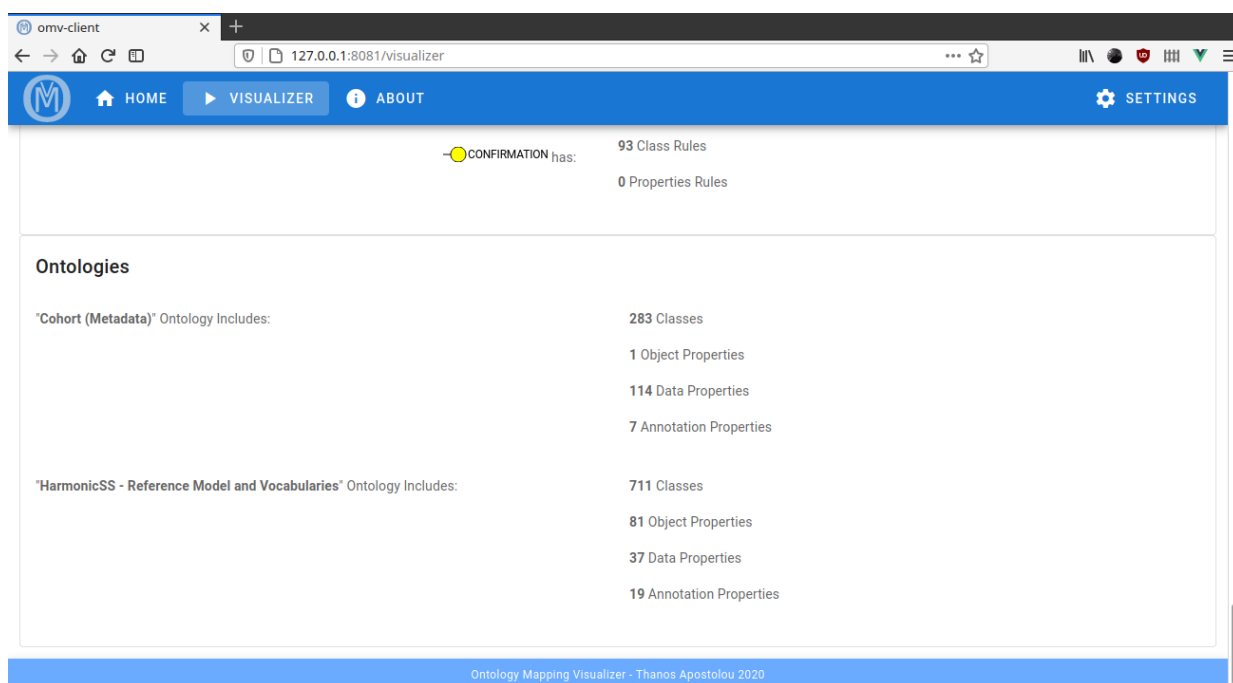 omv-client
127.0.0.1:8081/visualizer
HOME
VISUALIZER
ABOUT
SETTINGS
CONFIRMATION has:
93 Class Rules
0 Properties Rules
Ontologies
"Cohort (Metadata)" Ontology Includes:
283 Classes
1 Object Properties
114 Data Properties
7 Annotation Properties
"HarmonicSS - Reference Model and Vocabularies" Ontology Includes:
711 Classes
81 Object Properties
37 Data Properties
19 Annotation Properties
Ontology Mapping Visualizer - Thanos Apostolou 2020